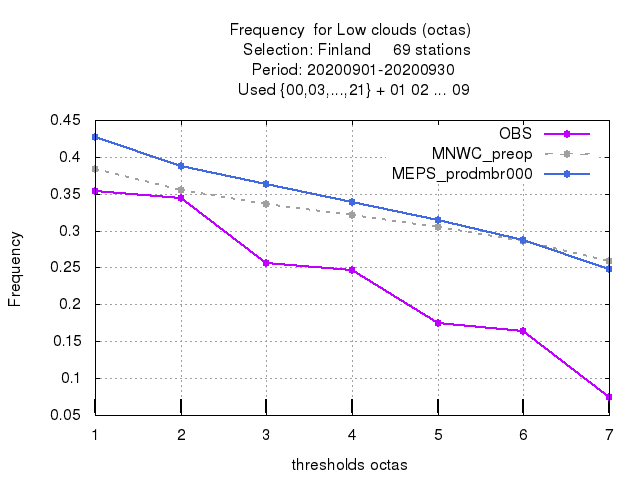 Frequency  for Low clouds (octas)
Selection: Finland     69 stations
Period: 20200901-20200930
Used {00,03,...,21} + 01 02 ... 09
0.45
0.4
0.35
0.3
0.25
0.2
0.15
0.1
0.05
Frequency
OBS
MNWC_preop
MEPS_prodmbr000
1 2 3 4 5 6 7
thresholds octas